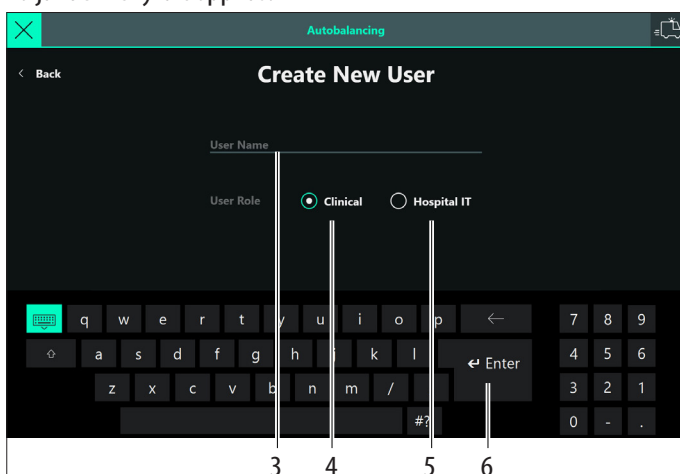 Autobalancing
< Back
Create New User
User Name
User Role Clinical Hospital IT
q w e r t y u i o p ←
7 8 9
a s d f g h j k l ↵ Enter
4 5 6
z x c v b n m /
3 2 1
#?
0 - .
3 4 5 6